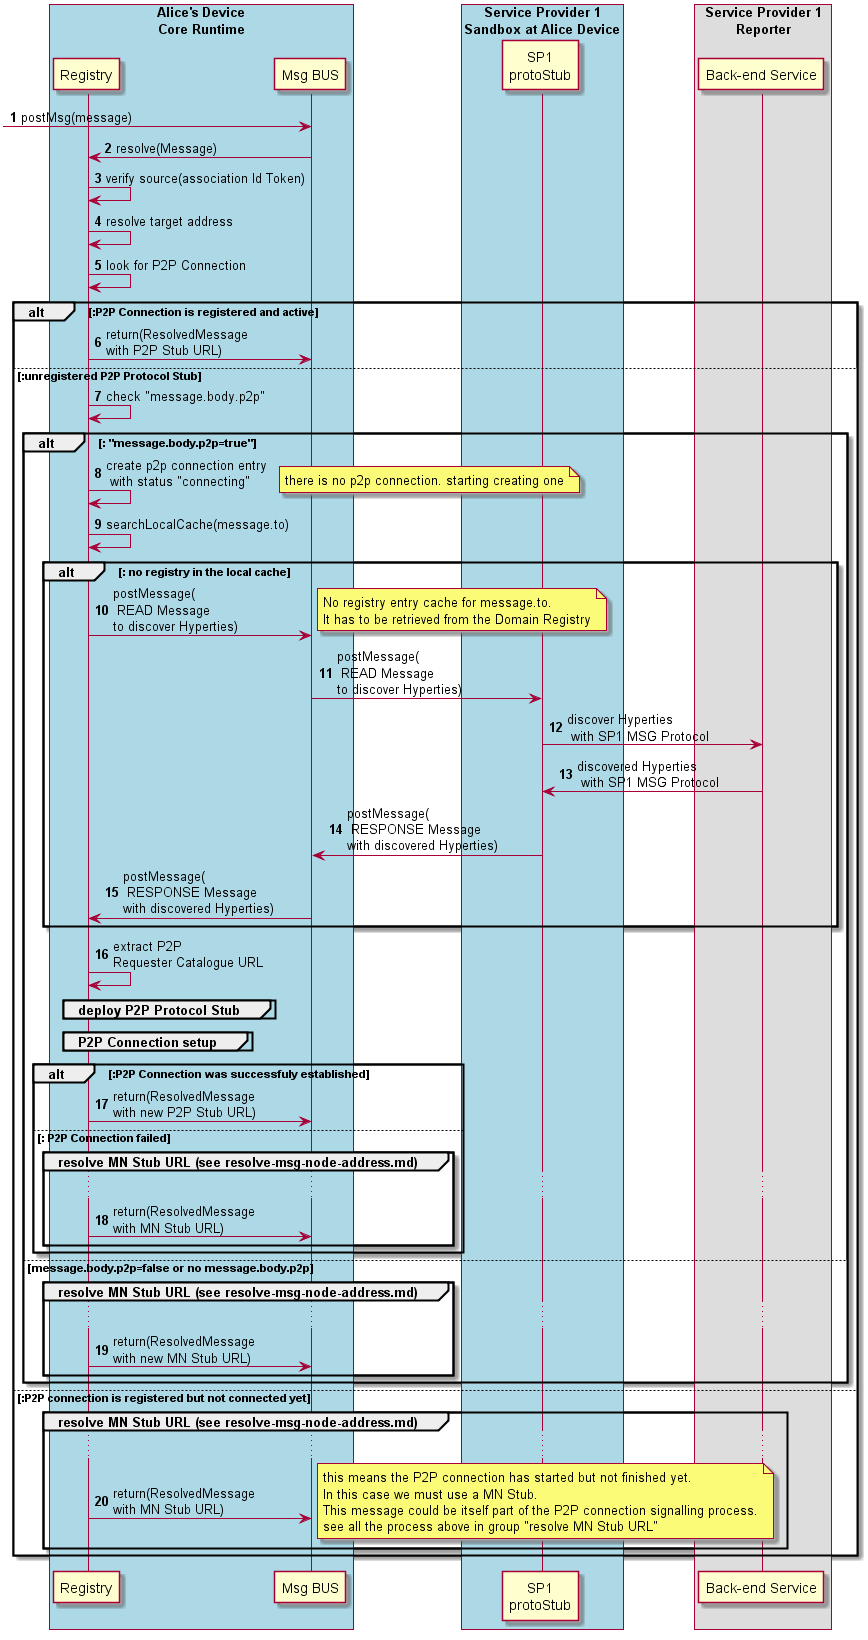 Alice's Device
Core Runtime
Service Provider 1
Sandbox at Alice Device
Service Provider 1
Reporter
Registry
Msg BUS
SP1
protoStub
Back-end Service
1 postMsg(message)
2 resolve(Message)
3 verify source(association Id Token)
4 resolve target address
5 look for P2P Connection
alt [:P2P Connection is registered and active]
6 return(ResolvedMessage
with P2P Stub URL)
[:unregistered P2P Protocol Stub]
7 check "message.body.p2p"
alt [: "message.body.p2p=true"]
8 create p2p connection entry
with status "connecting"
there is no p2p connection. starting creating one
9 searchLocalCache(message.to)
alt [: no registry in the local cache]
10 postMessage(
READ Message
to discover Hyperties)
No registry entry cache for message.to.
It has to be retrieved from the Domain Registry
11 postMessage(
READ Message
to discover Hyperties)
12 discover Hyperties
with SP1 MSG Protocol
13 discovered Hyperties
with SP1 MSG Protocol
14 postMessage(
RESPONSE Message
with discovered Hyperties)
15 postMessage(
RESPONSE Message
with discovered Hyperties)
16 extract P2P
Requester Catalogue URL
deploy P2P Protocol Stub
P2P Connection setup
alt [:P2P Connection was successfuly established]
17 return(ResolvedMessage
with new P2P Stub URL)
[: P2P Connection failed]
resolve MN Stub URL (see resolve-msg-node-address.md)
18 return(ResolvedMessage
with MN Stub URL)
[message.body.p2p=false or no message.body.p2p]
resolve MN Stub URL (see resolve-msg-node-address.md)
19 return(ResolvedMessage
with new MN Stub URL)
[:P2P connection is registered but not connected yet]
resolve MN Stub URL (see resolve-msg-node-address.md)
20 return(ResolvedMessage
with MN Stub URL)
this means the P2P connection has started but not finished yet.
In this case we must use a MN Stub.
This message could be itself part of the P2P connection signalling process.
see all the process above in group "resolve MN Stub URL"
Registry
Msg BUS
SP1
protoStub
Back-end Service